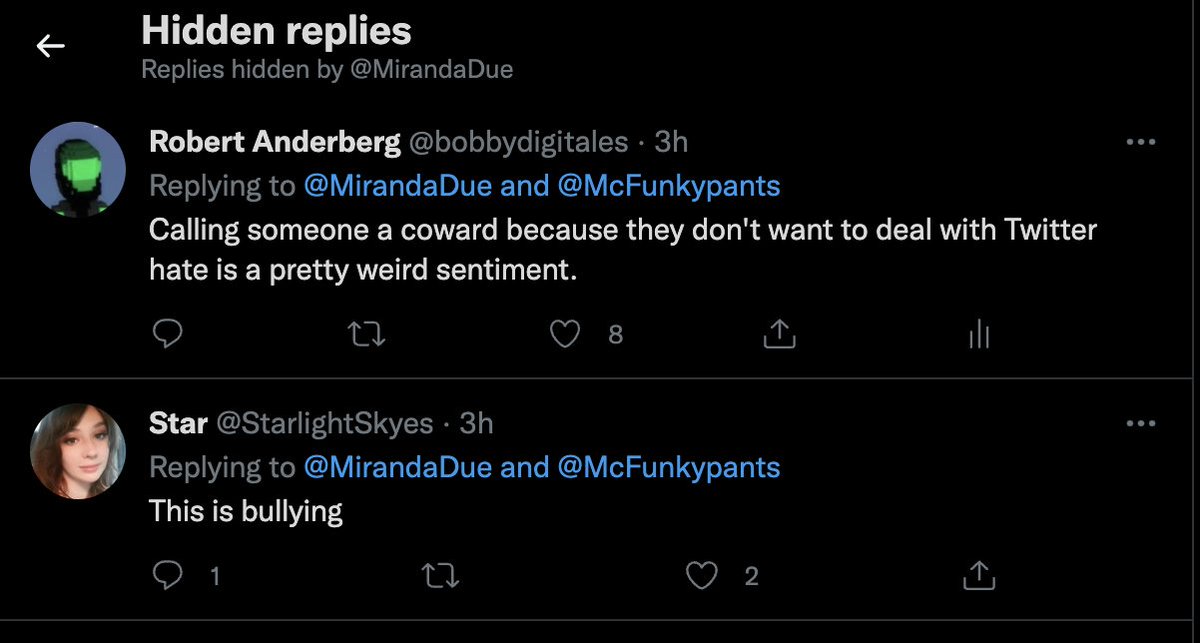 Hidden replies
Replies hidden by @MirandaDue
Robert Anderberg @bobbydigitales · 3h
Replying to @MirandaDue and @McFunkypants
Calling someone a coward because they don't want to deal with Twitter
hate is a pretty weird sentiment.
8
Star @StarlightSkyes · 3h
Replying to @MirandaDue and @McFunkypants
This is bullying
1 2